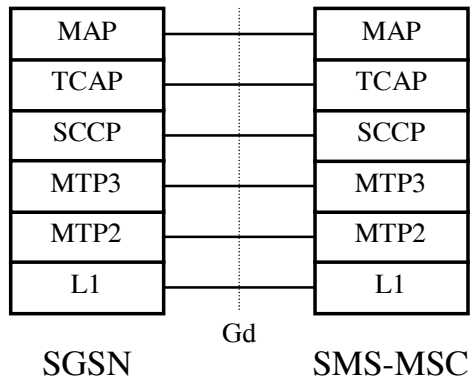 MAP MAP
TCAP TCAP
SCCP SCCP
MTP3 MTP3
MTP2 MTP2
L1 L1
Gd
SGSN SMS-MSC